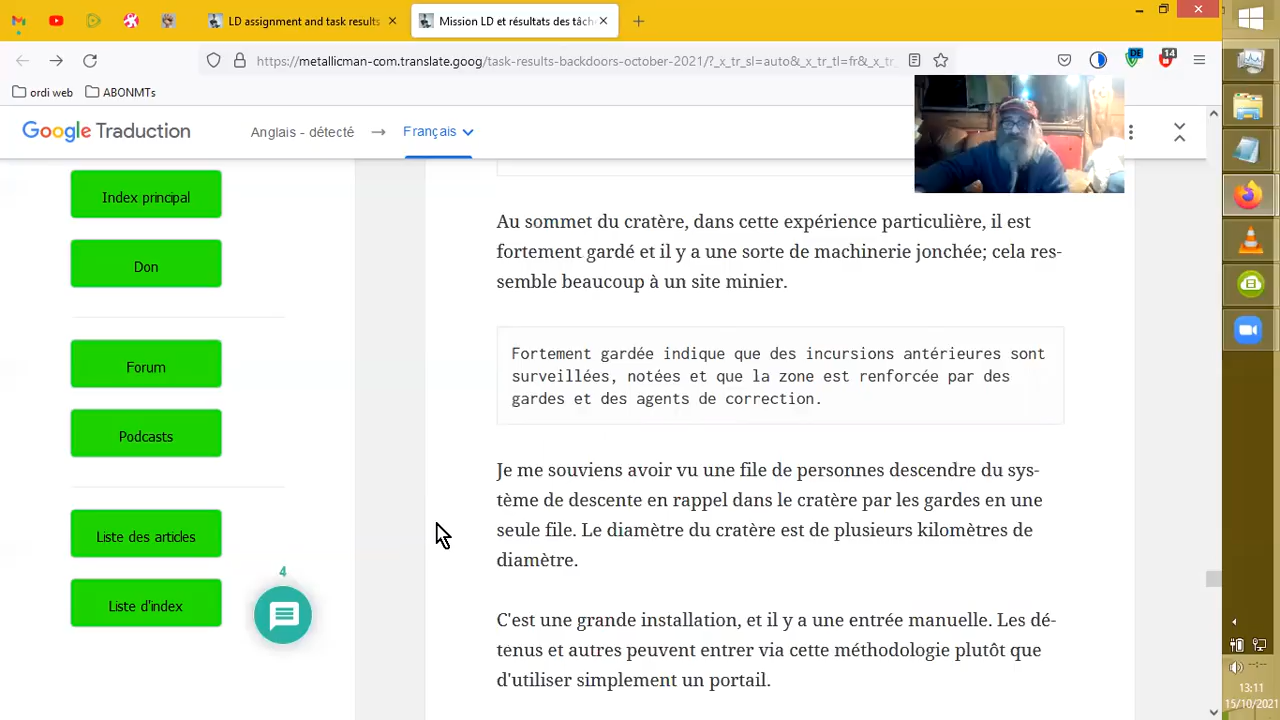 LD assignment and task results
Mission LD et résultats des tâch
https://metallicman-com.translate.goog/task-results-backdoors-october-2021/?_x_tr_sl=auto&_x_tr_tl=fr&_x_tr_
DE
14
ordi web
ABONMTs
Google Traduction
Anglais - détecté
Français
Index principal
Don
Forum
Podcasts
Liste des articles
Liste d'index
4
Au sommet du cratère, dans cette expérience particulière, il est
fortement gardé et il y a une sorte de machinerie jonchée; cela res-
semble beaucoup à un site minier.
Fortement gardée indique que des incursions antérieures sont
surveillées, notées et que la zone est renforcée par des
gardes et des agents de correction.
Je me souviens avoir vu une file de personnes descendre du sys-
tème de descente en rappel dans le cratère par les gardes en une
seule file. Le diamètre du cratère est de plusieurs kilomètres de
diamètre.
C'est une grande installation, et il y a une entrée manuelle. Les dé-
tenus et autres peuvent entrer via cette méthodologie plutôt que
d'utiliser simplement un portail.
13:11
15/10/2021